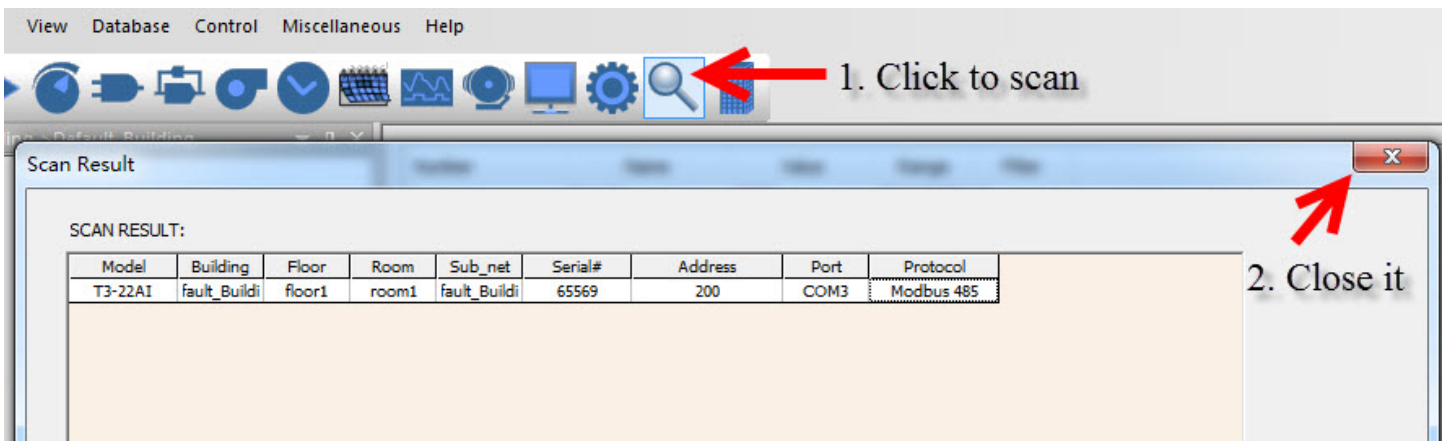 View Database Control Miscellaneous Help
1. Click to scan
Scan Result
SCAN RESULT:
Model Building Floor Room Sub_net Serial# Address Port Protocol
T3-22AI fault_Buildi floor1 room1 fault_Buildi 65569 200 COM3 Modbus 485
2. Close it